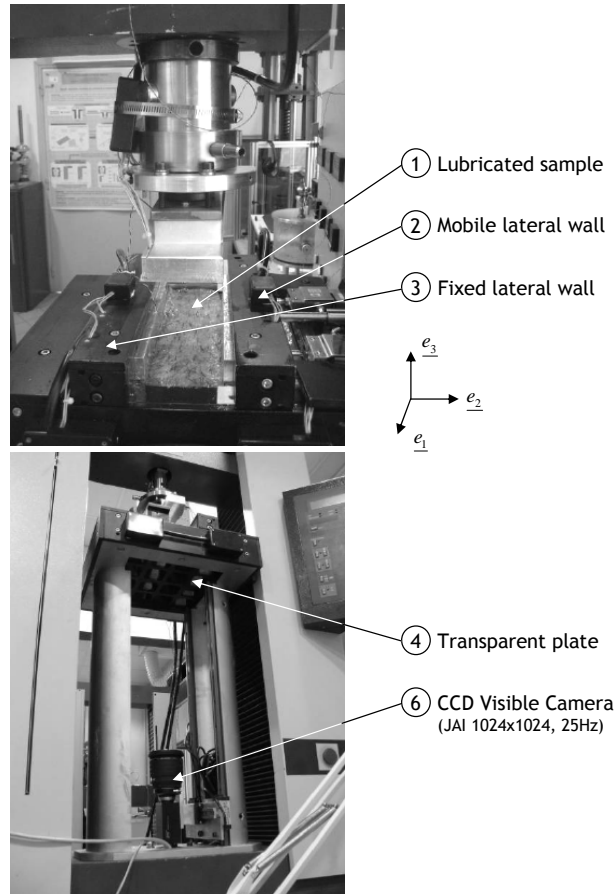 1 Lubricated sample
2 Mobile lateral wall
3 Fixed lateral wall
e3
e2
e1
4 Transparent plate
6 CCD Visible Camera
(JAI 1024x1024, 25Hz)